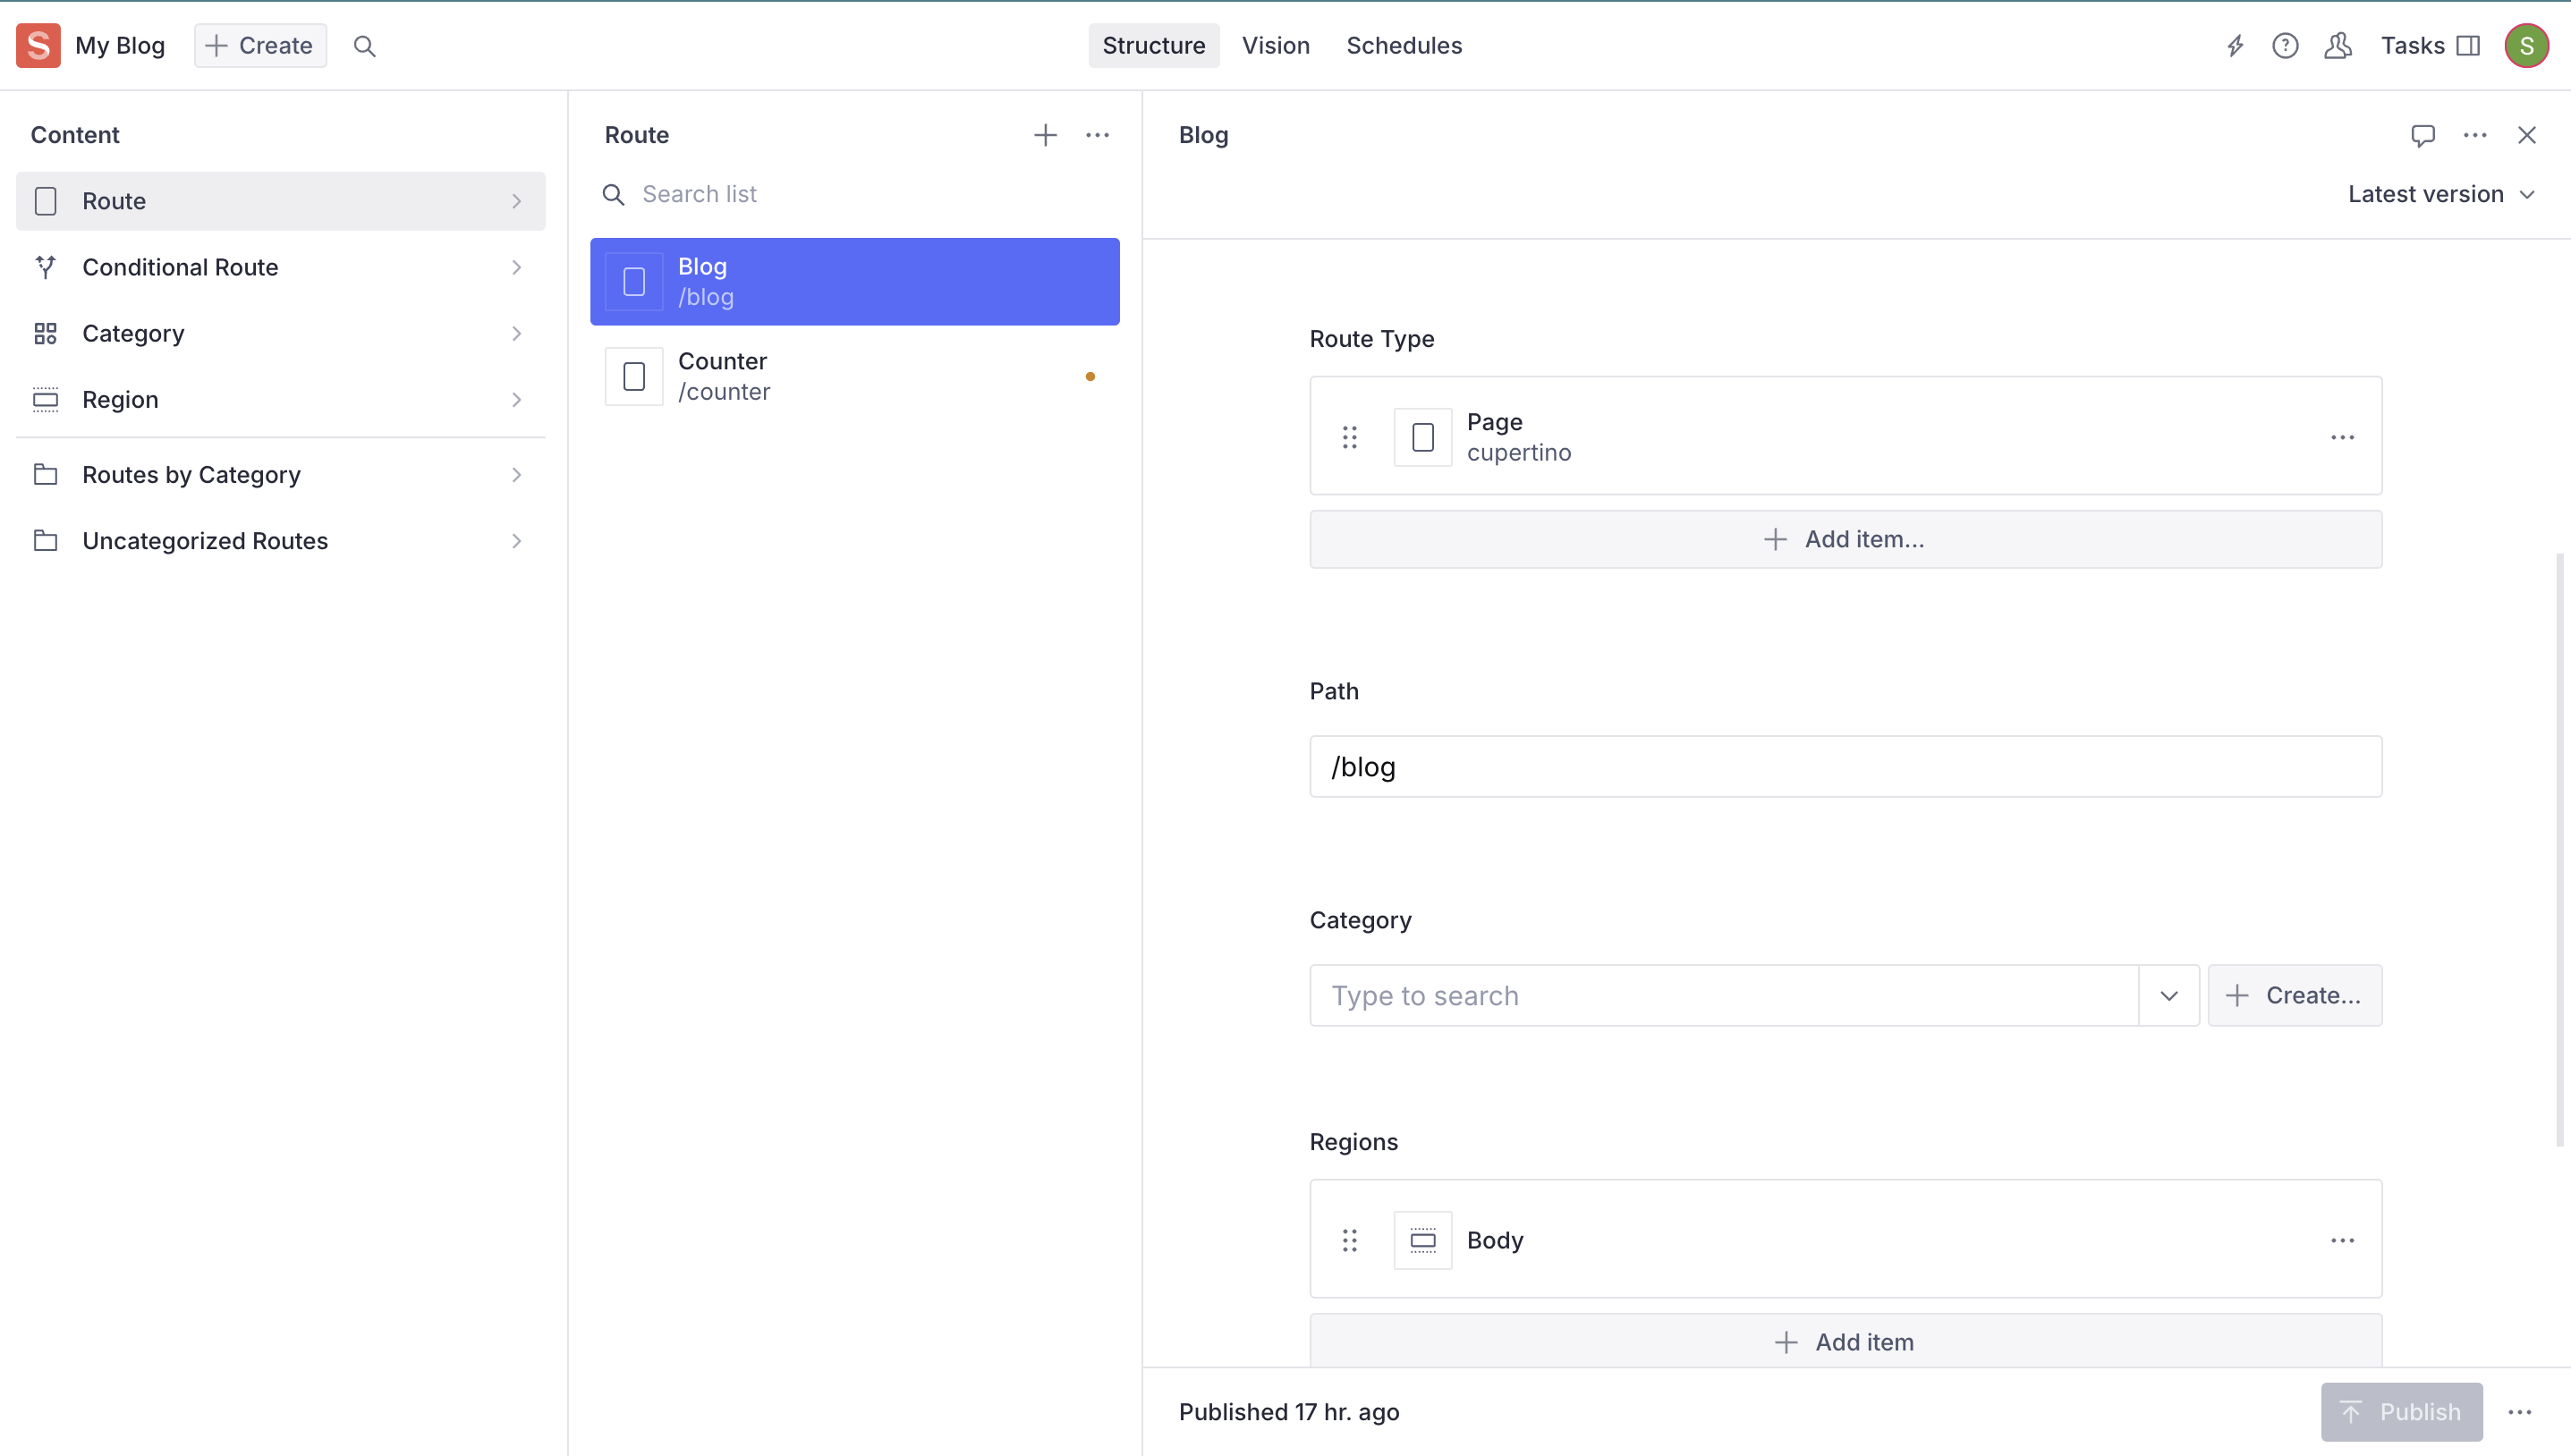 S My Blog
Create
Structure
Vision
Schedules
Tasks
S
Content
Route
Conditional Route
Category
Region
Routes by Category
Uncategorized Routes
Route
Search list
Blog
/blog
Counter
/counter
Blog
Latest version
Route Type
Page
cupertino
Add item...
Path
/blog
Category
Type to search
Create...
Regions
Body
Add item
Published 17 hr. ago
Publish